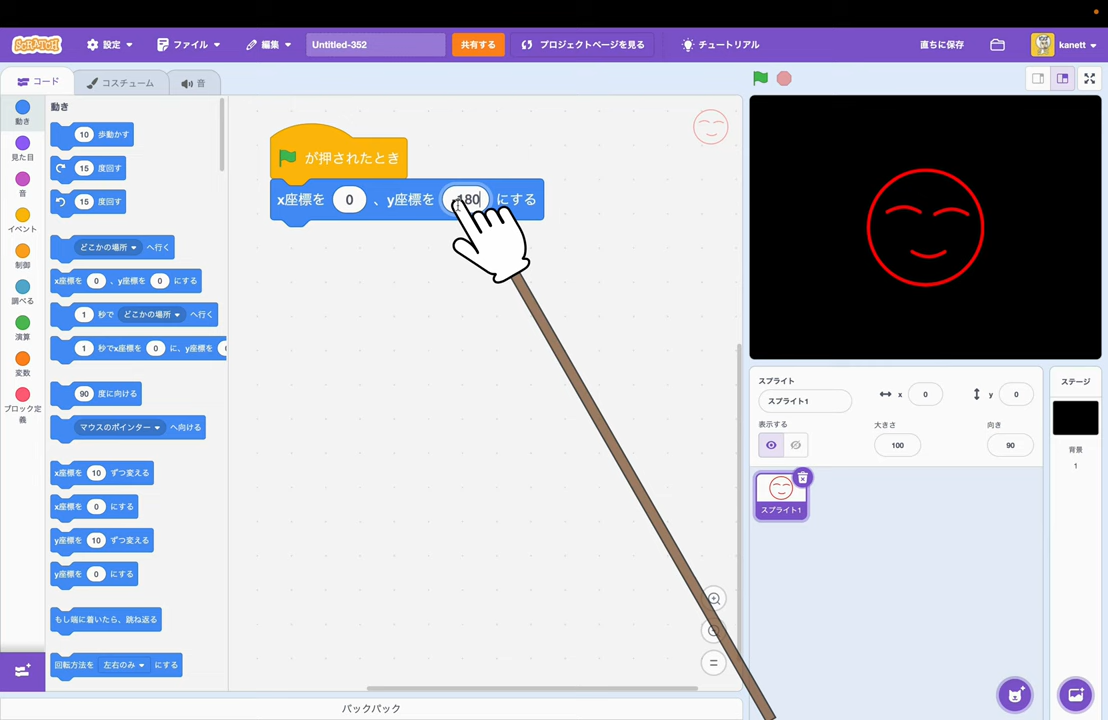 SCRATCH
設定
ファイル
編集
Untitled-352
共有する
プロジェクトページを見る
チュートリアル
直ちに保存
kanett
コード
コスチューム
音
動き
見た目
音
イベント
制御
調べる
演算
変数
ブロック定
義
動き
10 歩動かす
15 度回す
15 度回す
どこかの場所 へ行く
x座標を 0 、y座標を 0 にする
1 秒で どこかの場所 へ行く
1 秒でx座標を 0 に、y座標を
90 度に向ける
マウスのポインター へ向ける
x座標を 10 ずつ変える
x座標を 0 にする
y座標を 10 ずつ変える
y座標を 0 にする
もし端に着いたら、跳ね返る
回転方法を 左右のみ にする
が押されたとき
x座標を 0 、y座標を 180 にする
バックパック
スプライト
スプライト1
x 0
y 0
表示する
大きさ
100
向き
90
スプライト1
ステージ
背景
1